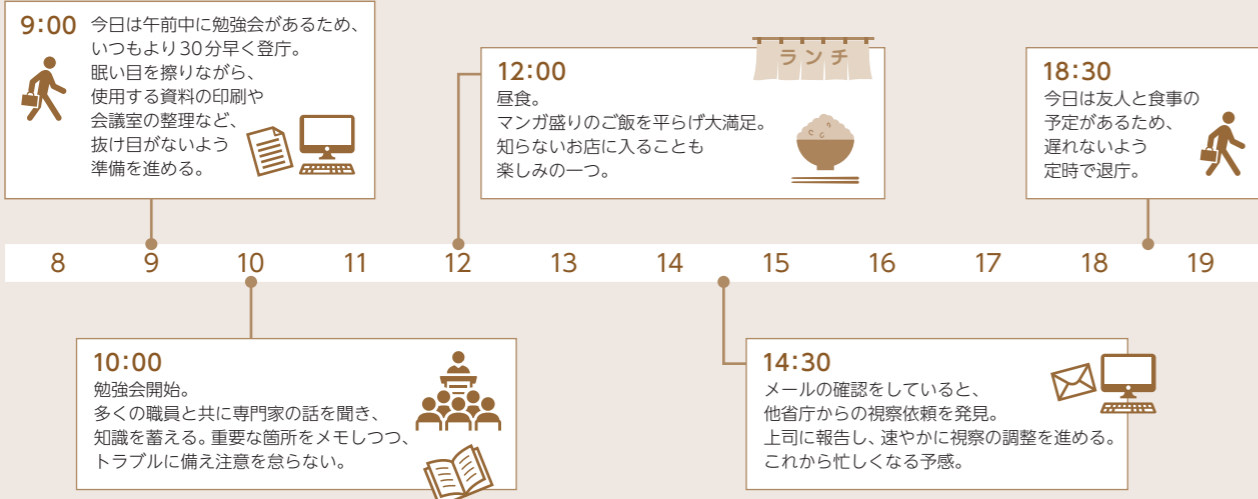 9:00
今日は午前中に勉強会があるため、
いつもより30分早く登庁。
眠い目を擦りながら、
使用する資料の印刷や
会議室の整理など、
抜け目がないよう
準備を進める。
ランチ
12:00
昼食。
マンガ盛りのご飯を平らげ大満足。
知らないお店に入ることも
楽しみの一つ。
18:30
今日は友人と食事の
予定があるため、
遅れないよう
定時で退庁。
8 9 10 11 12 13 14 15 16 17 18 19
10:00
勉強会開始。
多くの職員と共に専門家の話を聞き、
知識を蓄える。重要な箇所をメモしつつ、
トラブルに備え注意を怠らない。
14:30
メールの確認をしていると、
他省庁からの視察依頼を発見。
上司に報告し、速やかに視察の調整を進める。
これから忙しくなる予感。